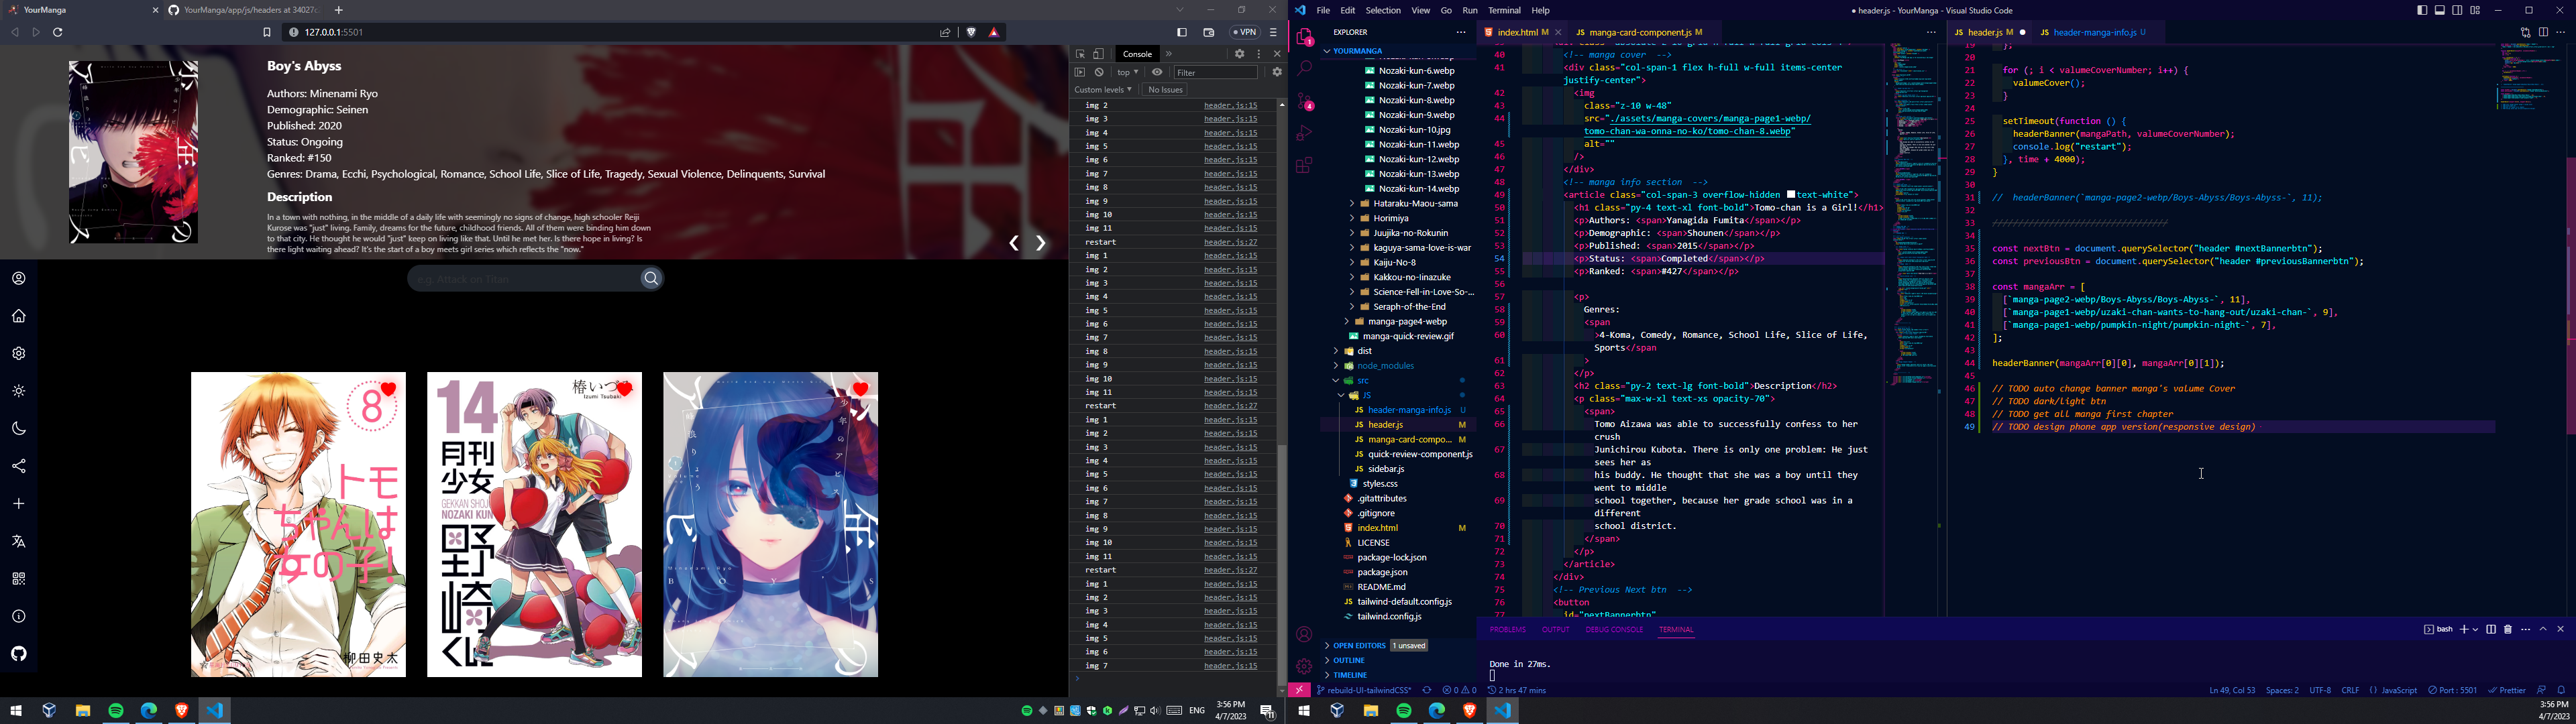 YourManga
YourManga/app/js/headers at 34027c
127.0.0.1:5501
VPN
Boy's Abyss
Authors: Minenami Ryo
Demographic: Seinen
Published: 2020
Status: Ongoing
Ranked: #150
Genres: Drama, Ecchi, Psychological, Romance, School Life, Slice of Life, Tragedy, Sexual Violence, Delinquents, Survival
Description
In a town with nothing, in the middle of a daily life with seemingly no signs of change, high schooler Reiji
Kurose was "just" living. Family, dreams for the future, childhood friends. All of them were binding him down
to that city. He thought he would "just" keep on living like that. Until he met her. Is there hope in living? Is
there light waiting ahead? It's the start of a boy meets girl series which reflects the "now."
e.g. Attack on Titan
8
トモ
ちゃんは
女の子!
柳田史太
14
椿いづみ
Izumi Tsubaki
月刊
少女
GEKKAN SHOJO
NOZAKI KUN
野
崎
くん
Console
top
Filter
Custom levels
No Issues
img 2 header.js:15
img 3 header.js:15
img 4 header.js:15
img 5 header.js:15
img 6 header.js:15
img 7 header.js:15
img 8 header.js:15
img 9 header.js:15
img 10 header.js:15
img 11 header.js:15
restart header.js:27
img 1 header.js:15
img 2 header.js:15
img 3 header.js:15
img 4 header.js:15
img 5 header.js:15
img 6 header.js:15
img 7 header.js:15
img 8 header.js:15
img 9 header.js:15
img 10 header.js:15
img 11 header.js:15
restart header.js:27
img 1 header.js:15
img 2 header.js:15
img 3 header.js:15
img 4 header.js:15
img 5 header.js:15
img 6 header.js:15
img 7 header.js:15
img 8 header.js:15
img 9 header.js:15
img 10 header.js:15
img 11 header.js:15
restart header.js:27
img 1 header.js:15
img 2 header.js:15
img 3 header.js:15
img 4 header.js:15
img 5 header.js:15
img 6 header.js:15
img 7 header.js:15
ENG
3:56 PM
4/7/2023
File Edit Selection View Go Run Terminal Help
● header.js - YourManga - Visual Studio Code
EXPLORER
YOURMANGA
Nozaki-kun-6.webp
Nozaki-kun-7.webp
Nozaki-kun-8.webp
Nozaki-kun-9.webp
Nozaki-kun-10.jpg
Nozaki-kun-11.webp
Nozaki-kun-12.webp
Nozaki-kun-13.webp
Nozaki-kun-14.webp
Hataraku-Maou-sama
Horimiya
Juujika-no-Rokunin
kaguya-sama-love-is-war
Kaiju-No-8
Kakkou-no-Iinazuke
Science-Fell-in-Love-So-...
Seraph-of-the-End
manga-page4-webp
manga-quick-review.gif
dist
node_modules
src
JS
JS header-manga-info.js U
JS header.js M
JS manga-card-compo... M
JS quick-review-component.js
JS sidebar.js
styles.css
.gitattributes
.gitignore
index.html M
LICENSE
package-lock.json
package.json
README.md
JS tailwind-default.config.js
tailwind.config.js
OPEN EDITORS 1 unsaved
OUTLINE
TIMELINE
index.html M
JS manga-card-component.js M
40 <!-- manga cover -->
41 <div class="col-span-1 flex h-full w-full items-center
justify-center">
42 <img
43 class="z-10 w-48"
44 src="./assets/manga-covers/manga-page1-webp/
tomo-chan-wa-onna-no-ko/tomo-chan-8.webp"
45 alt=""
46 />
47 </div>
48 <!-- manga info section -->
49 <article class="col-span-3 overflow-hidden text-white">
50 <h1 class="py-4 text-xl font-bold">Tomo-chan is a Girl!</h1>
51 <p>Authors: <span>Yanagida Fumita</span></p>
52 <p>Demographic: <span>Shounen</span></p>
53 <p>Published: <span>2015</span></p>
54 <p>Status: <span>Completed</span></p>
55 <p>Ranked: <span>#427</span></p>
56
57 <p>
58 Genres:
59 <span
60 >4-Koma, Comedy, Romance, School Life, Slice of Life,
Sports</span
61 >
62 </p>
63 <h2 class="py-2 text-lg font-bold">Description</h2>
64 <p class="max-w-xl text-xs opacity-70">
65 <span>
66 Tomo Aizawa was able to successfully confess to her
crush
67 Junichirou Kubota. There is only one problem: He just
sees her as
68 his buddy. He thought that she was a boy until they
went to middle
69 school together, because her grade school was in a
different
70 school district.
71 </span>
72 </p>
73 </article>
74 </div>
75 <!-- Previous Next btn -->
76 <button
77 id="nextBannerbtn"
JS header.js M ●
JS header-manga-info.js U
19 };
20
21 for (; i < valumeCoverNumber; i++) {
22 valumeCover();
23 }
24
25 setTimeout(function () {
26 headerBanner(mangaPath, valumeCoverNumber);
27 console.log("restart");
28 }, time + 4000);
29 }
30
31 // headerBanner(`manga-page2-webp/Boys-Abyss/Boys-Abyss-`, 11);
32
33
34
35 const nextBtn = document.querySelector("header #nextBannerbtn");
36 const previousBtn = document.querySelector("header #previousBannerbtn");
37
38 const mangaArr = [
39 [`manga-page2-webp/Boys-Abyss/Boys-Abyss-`, 11],
40 [`manga-page1-webp/uzaki-chan-wants-to-hang-out/uzaki-chan-`, 9],
41 [`manga-page1-webp/pumpkin-night/pumpkin-night-`, 7],
42 ];
43
44 headerBanner(mangaArr[0][0], mangaArr[0][1]);
45
46 // TODO auto change banner manga's valume Cover
47 // TODO dark/light btn
48 // TODO get all manga first chapter
49 // TODO design phone app version(responsive design)
PROBLEMS OUTPUT DEBUG CONSOLE TERMINAL
bash
Done in 27ms.
rebuild-UI-tailwindCSS*
0 0
2 hrs 47 mins
Ln 49, Col 53 Spaces: 2 UTF-8 CRLF {} JavaScript Port : 5501 Prettier
3:56 PM
4/7/2023